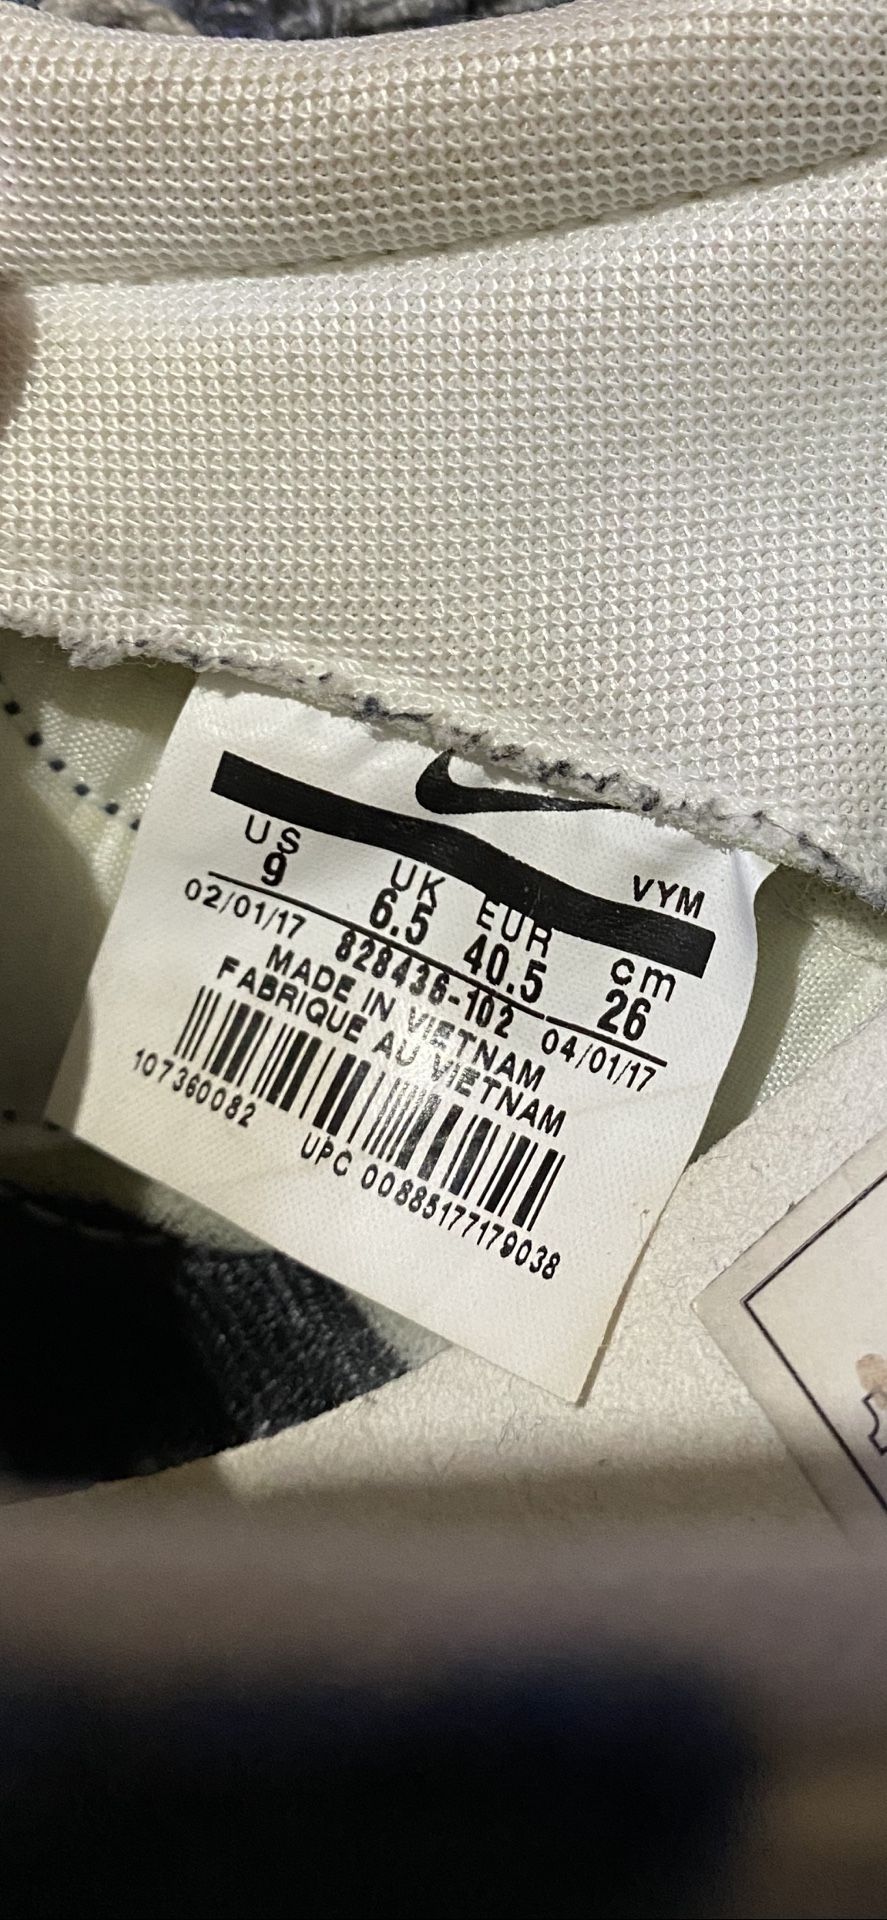 VYM
US UK EUR cm
9 6.5 40.5 26
02/01/17 828436-102 04/01/17
MADE IN VIETNAM
FABRIQUE AU VIETNAM
107360082
UPC 00885177179038